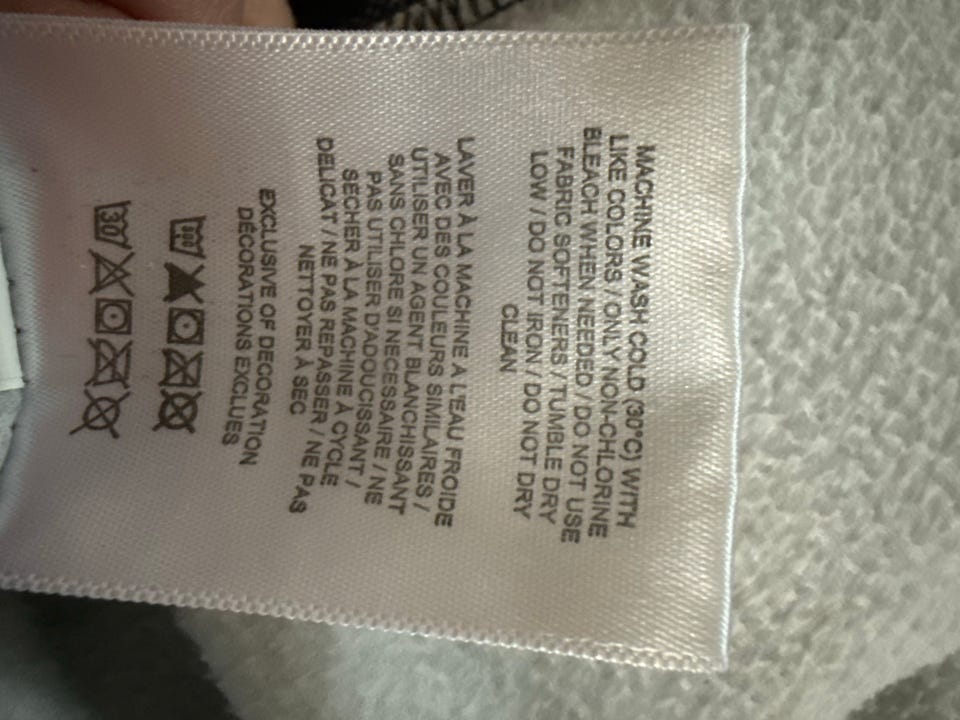 MACHINE WASH COLD (30°C) WITH
LIKE COLORS / ONLY NON-CHLORINE
BLEACH WHEN NEEDED / DO NOT USE
FABRIC SOFTENERS / TUMBLE DRY
LOW / DO NOT IRON / DO NOT DRY
CLEAN
LAVER À LA MACHINE À L'EAU FROIDE
AVEC DES COULEURS SIMILAIRES /
UTILISER UN AGENT BLANCHISSANT
SANS CHLORE SI NECESSAIRE / NE
PAS UTILISER D'ADOUCISSANT /
SÉCHER À LA MACHINE À CYCLE
DELICAT / NE PAS REPASSER / NE PAS
NETTOYER À SEC
EXCLUSIVE OF DECORATION
DÉCORATIONS EXCLUES
30